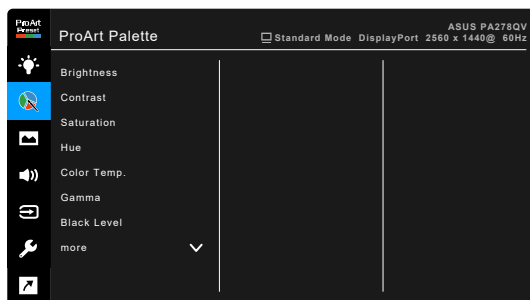 ProArt
Preset
ProArt Palette
ASUS PA278QV
Standard Mode DisplayPort 2560 x 1440@ 60Hz
Brightness
Contrast
Saturation
Hue
Color Temp.
Gamma
Black Level
more